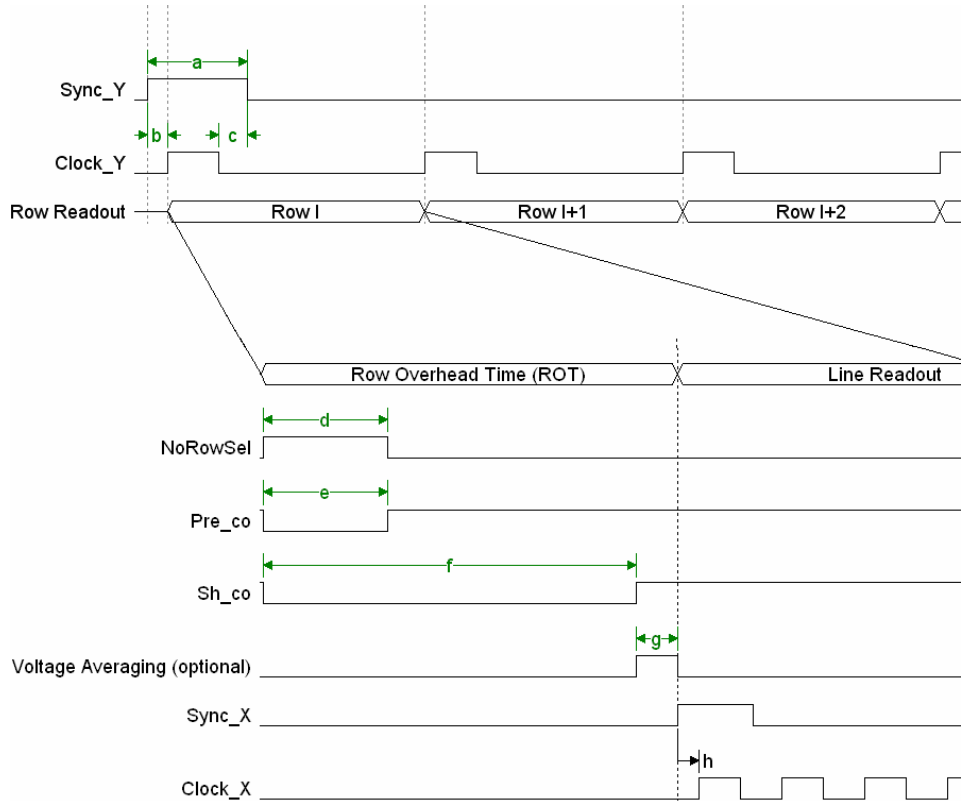 a
Sync_Y
b c
Clock_Y
Row Readout Row I Row I+1 Row I+2
Row Overhead Time (ROT) Line Readout
d
NoRowSel
e
Pre_co
f
Sh_co
g
Voltage Averaging (optional)
Sync_X
h
Clock_X